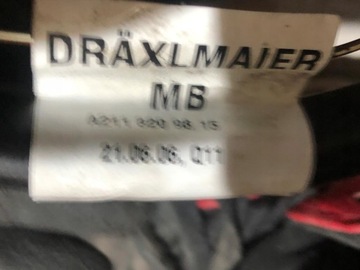 DRÄXLMAIER
MB
A211 820 98 15
21.06.06, Q11